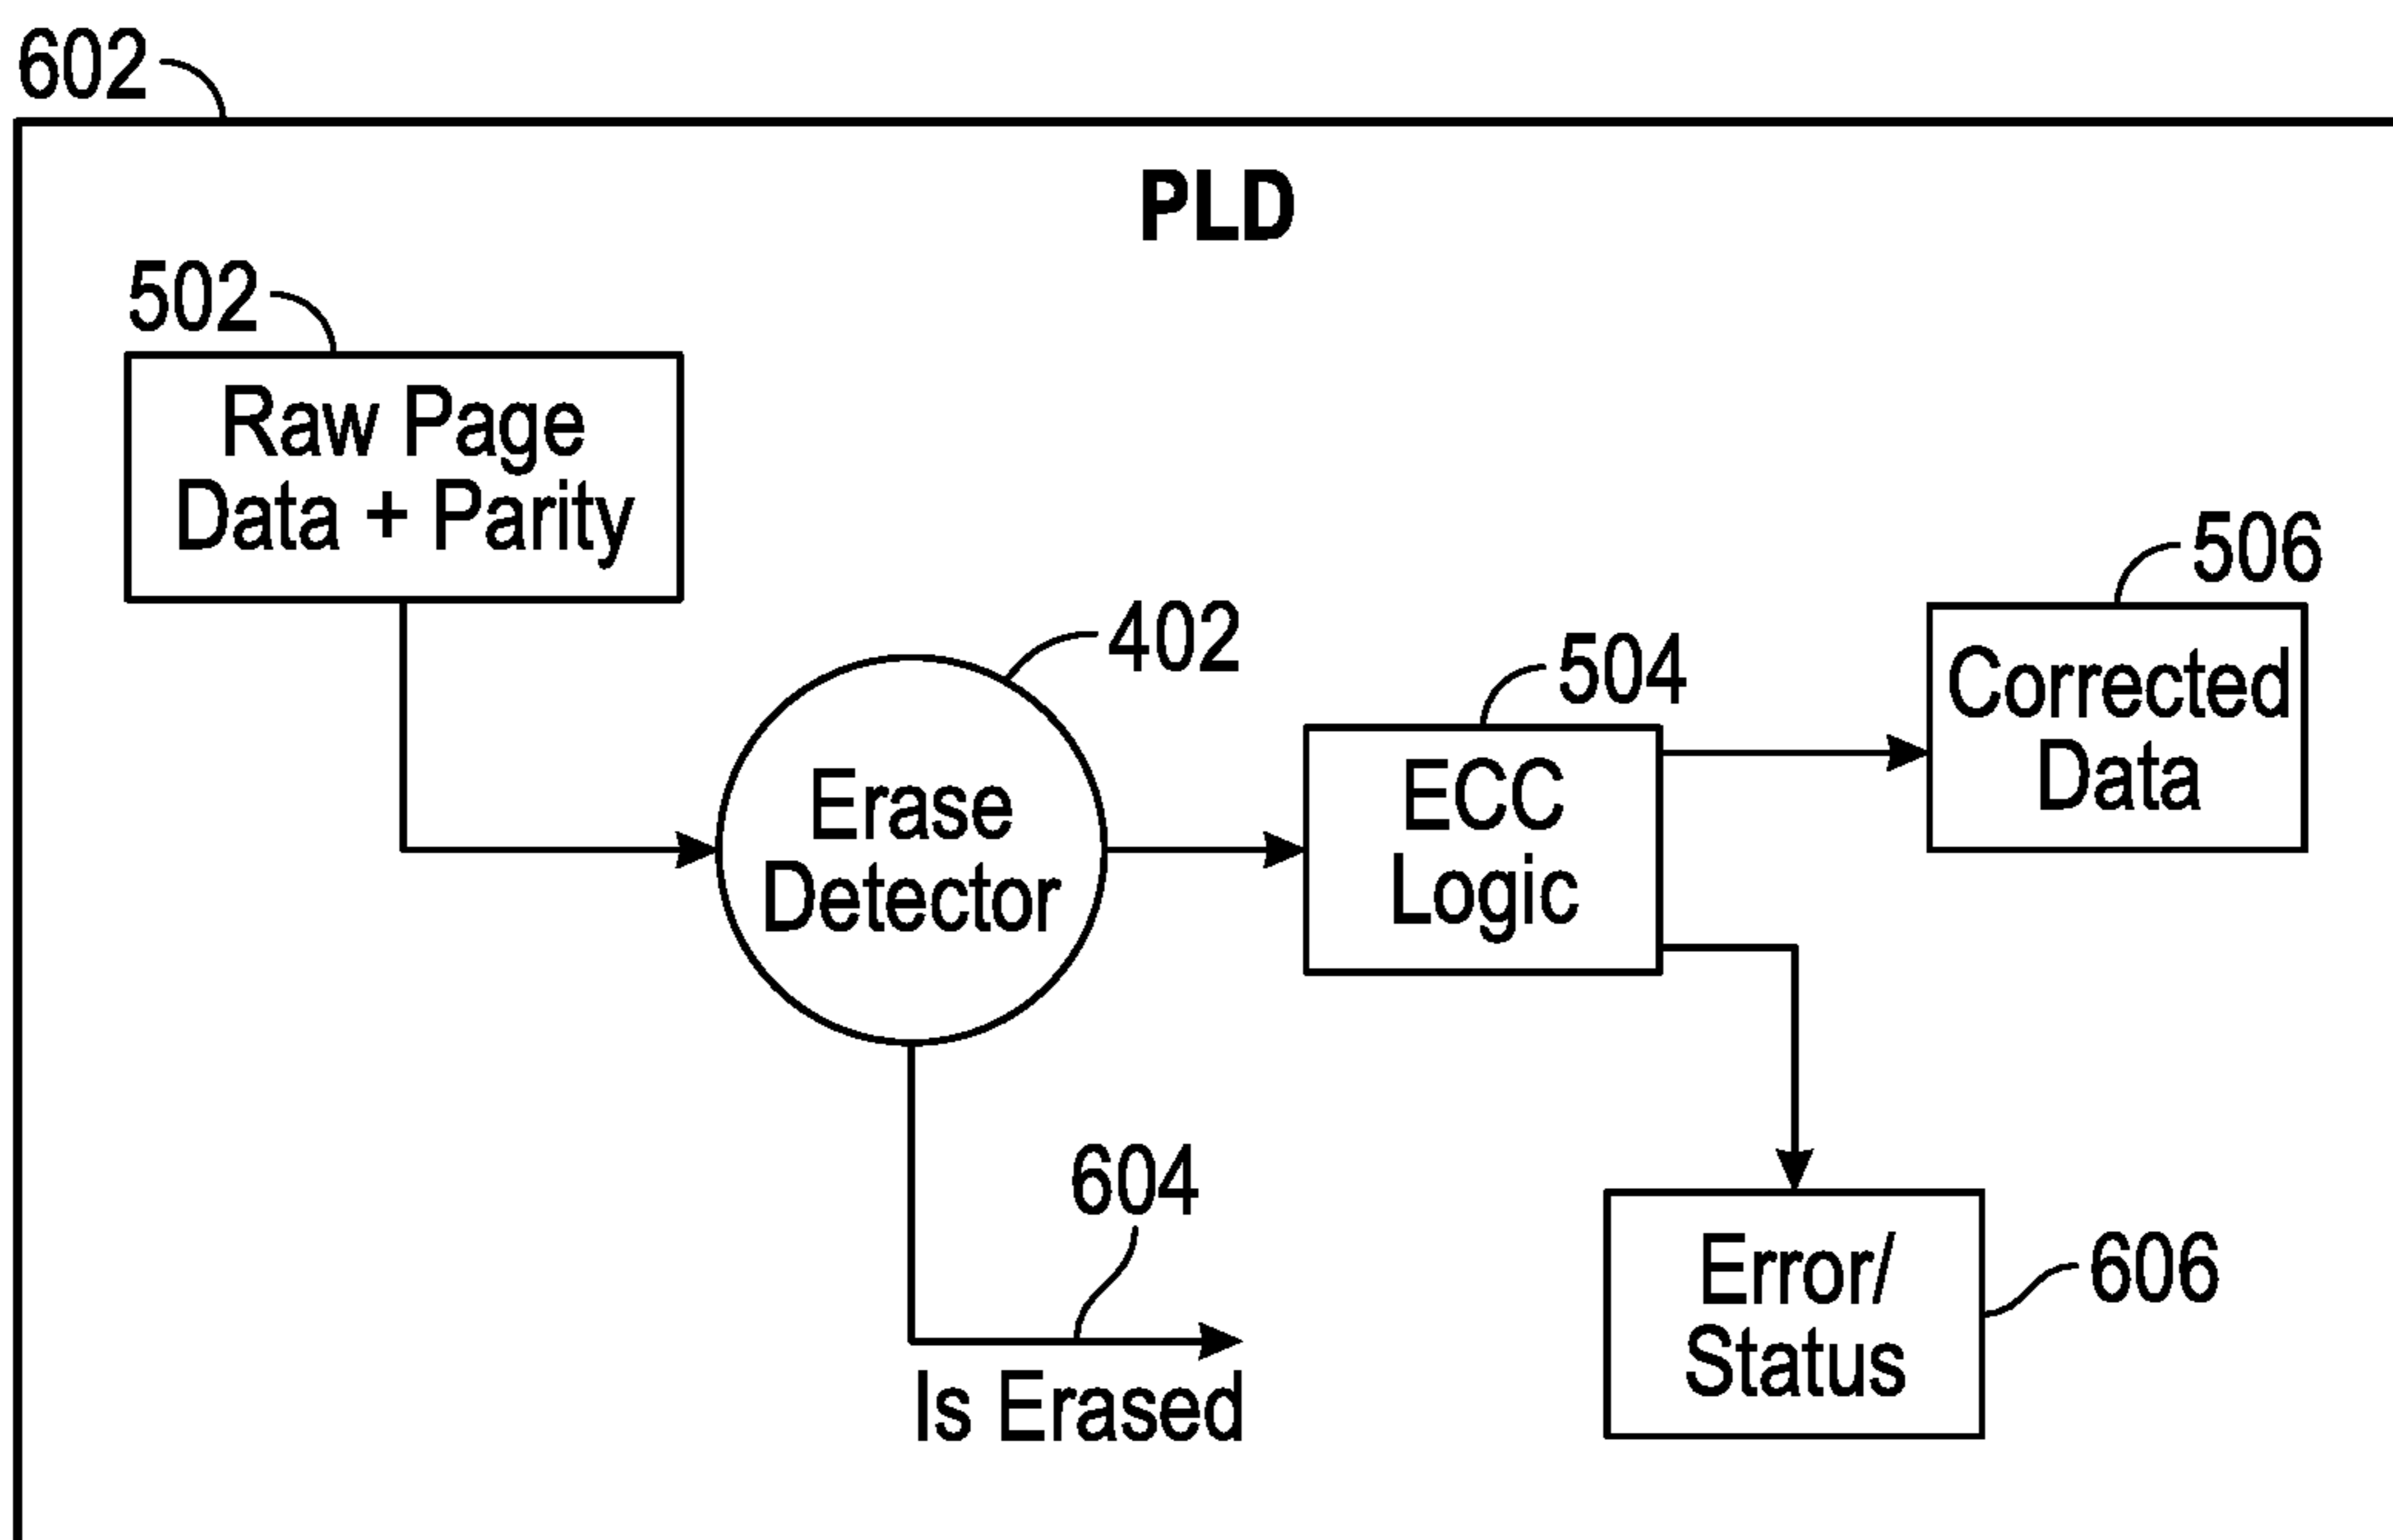 602
PLD
502
Raw Page
Data + Parity
506
Corrected
Data
402
Erase
Detector
504
ECC
Logic
604
Is Erased
Error/
Status
606